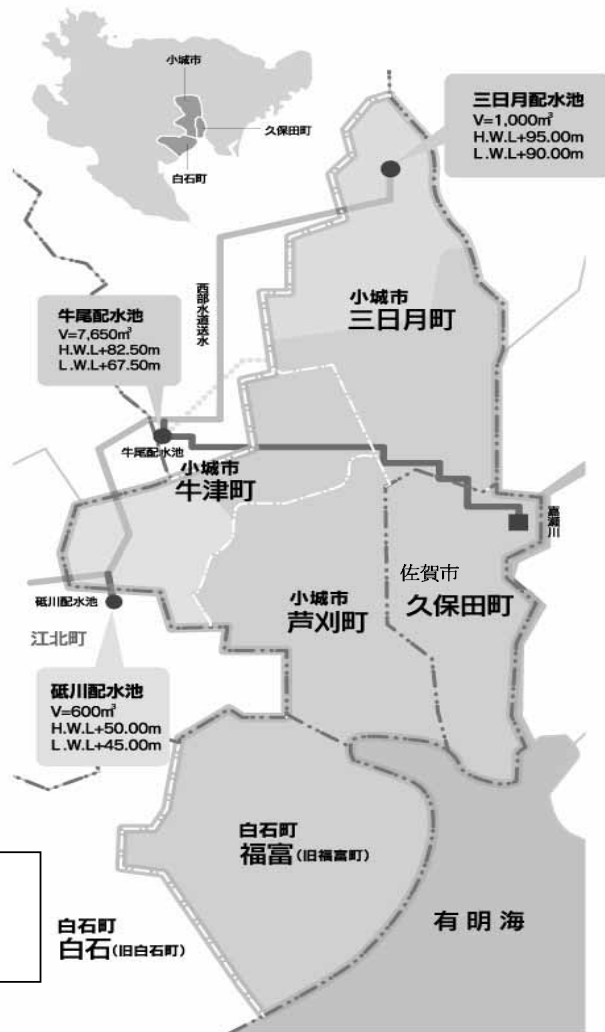 小城市
久保田町
白石町
三日月配水池
V=1,000㎥
H.W.L+95.00m
L.W.L+90.00m
西部水道送水
小城市
三日月町
牛尾配水池
V=7,650㎥
H.W.L+82.50m
L.W.L+67.50m
牛尾配水池
小城市
牛津町
嘉瀬川
佐賀市
久保田町
小城市
芦刈町
砥川配水池
江北町
砥川配水池
V=600㎥
H.W.L+50.00m
L.W.L+45.00m
白石町
福富(旧福富町)
有明海
白石町
白石(旧白石町)